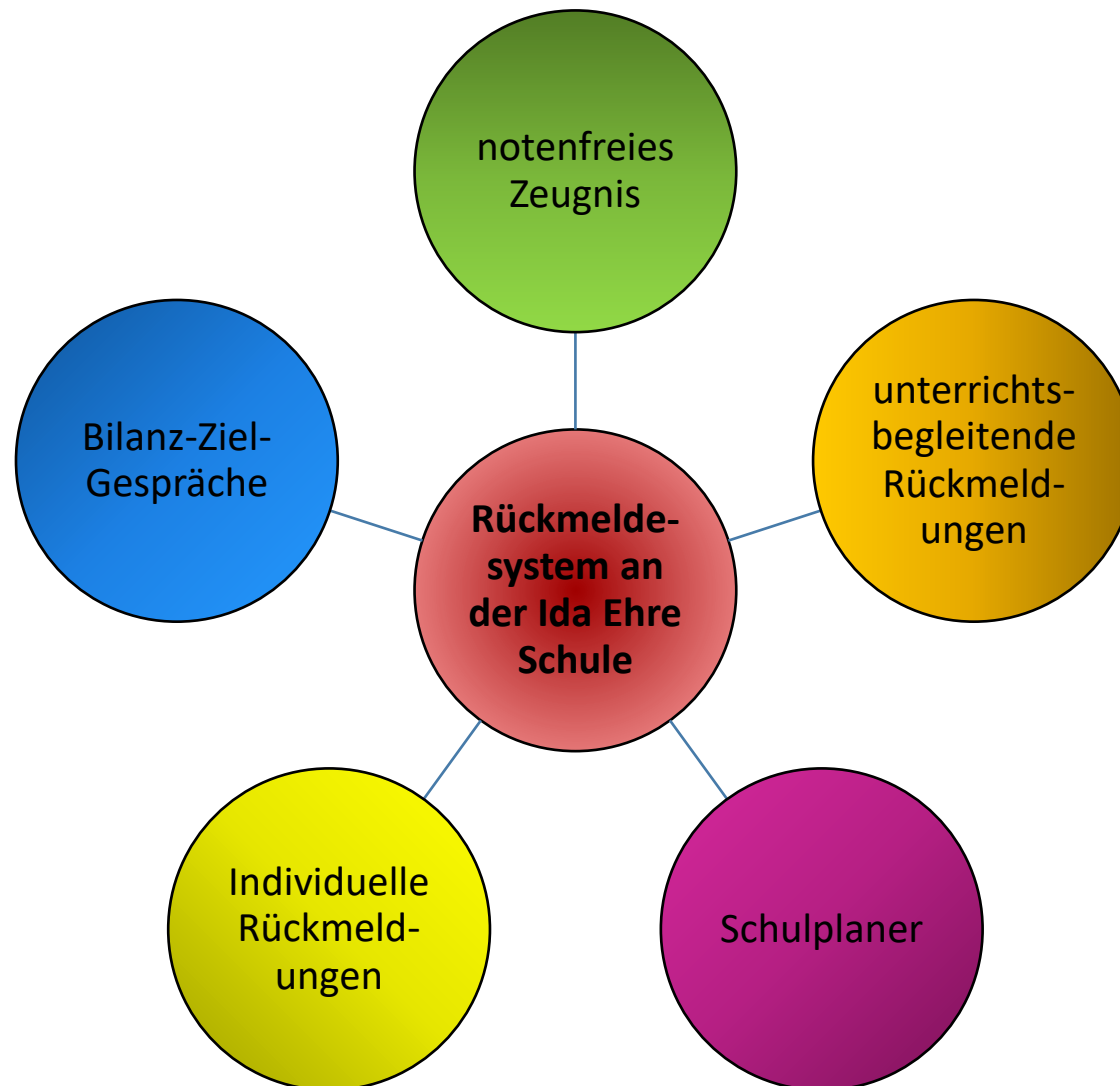 notenfreies
Zeugnis
unterrichts-
begleitende
Rückmeld-
ungen
Bilanz-Ziel-
Gespräche
Rückmelde-
system an
der Ida Ehre
Schule
Individuelle
Rückmeld-
ungen
Schulplaner